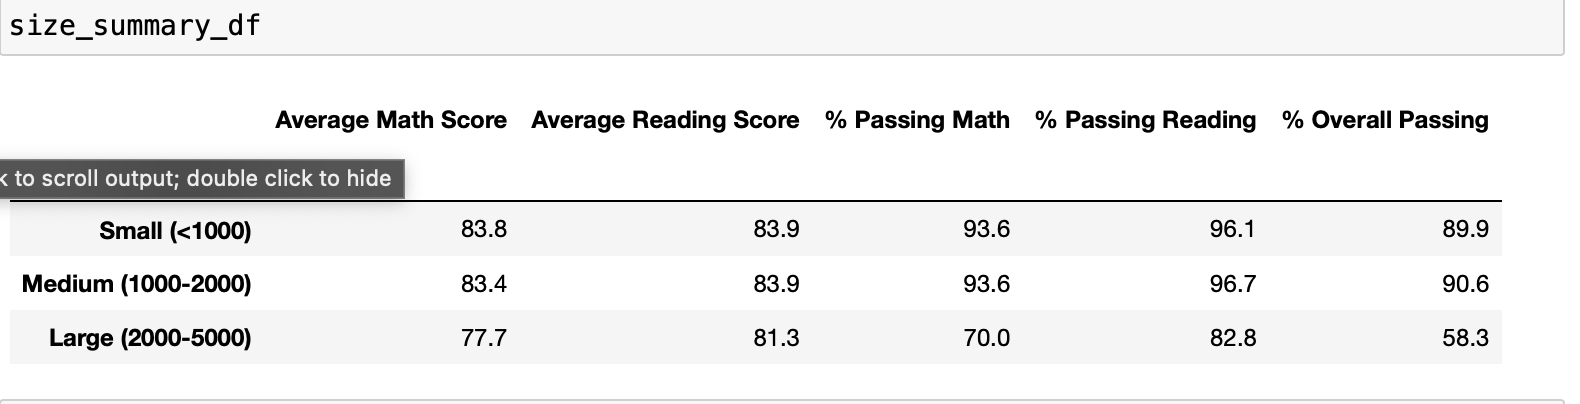 size_summary_df
Average Math Score Average Reading Score % Passing Math % Passing Reading % Overall Passing
to scroll output; double click to hide
Small (<1000) 83.8 83.9 93.6 96.1 89.9
Medium (1000-2000) 83.4 83.9 93.6 96.7 90.6
Large (2000-5000) 77.7 81.3 70.0 82.8 58.3